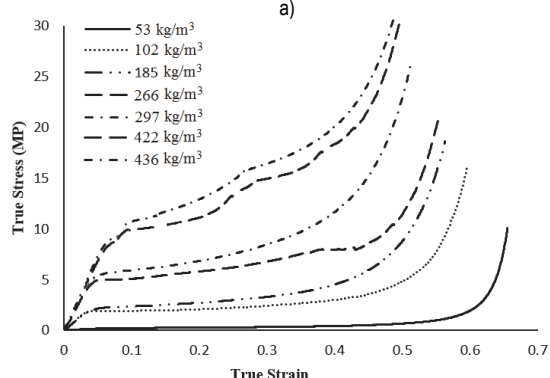 a)
53 kg/m³
102 kg/m³
185 kg/m³
266 kg/m³
297 kg/m³
422 kg/m³
436 kg/m³
True Stress (MP)
30
25
20
15
10
5
0
0 0.1 0.2 0.3 0.4 0.5 0.6 0.7
True Strain